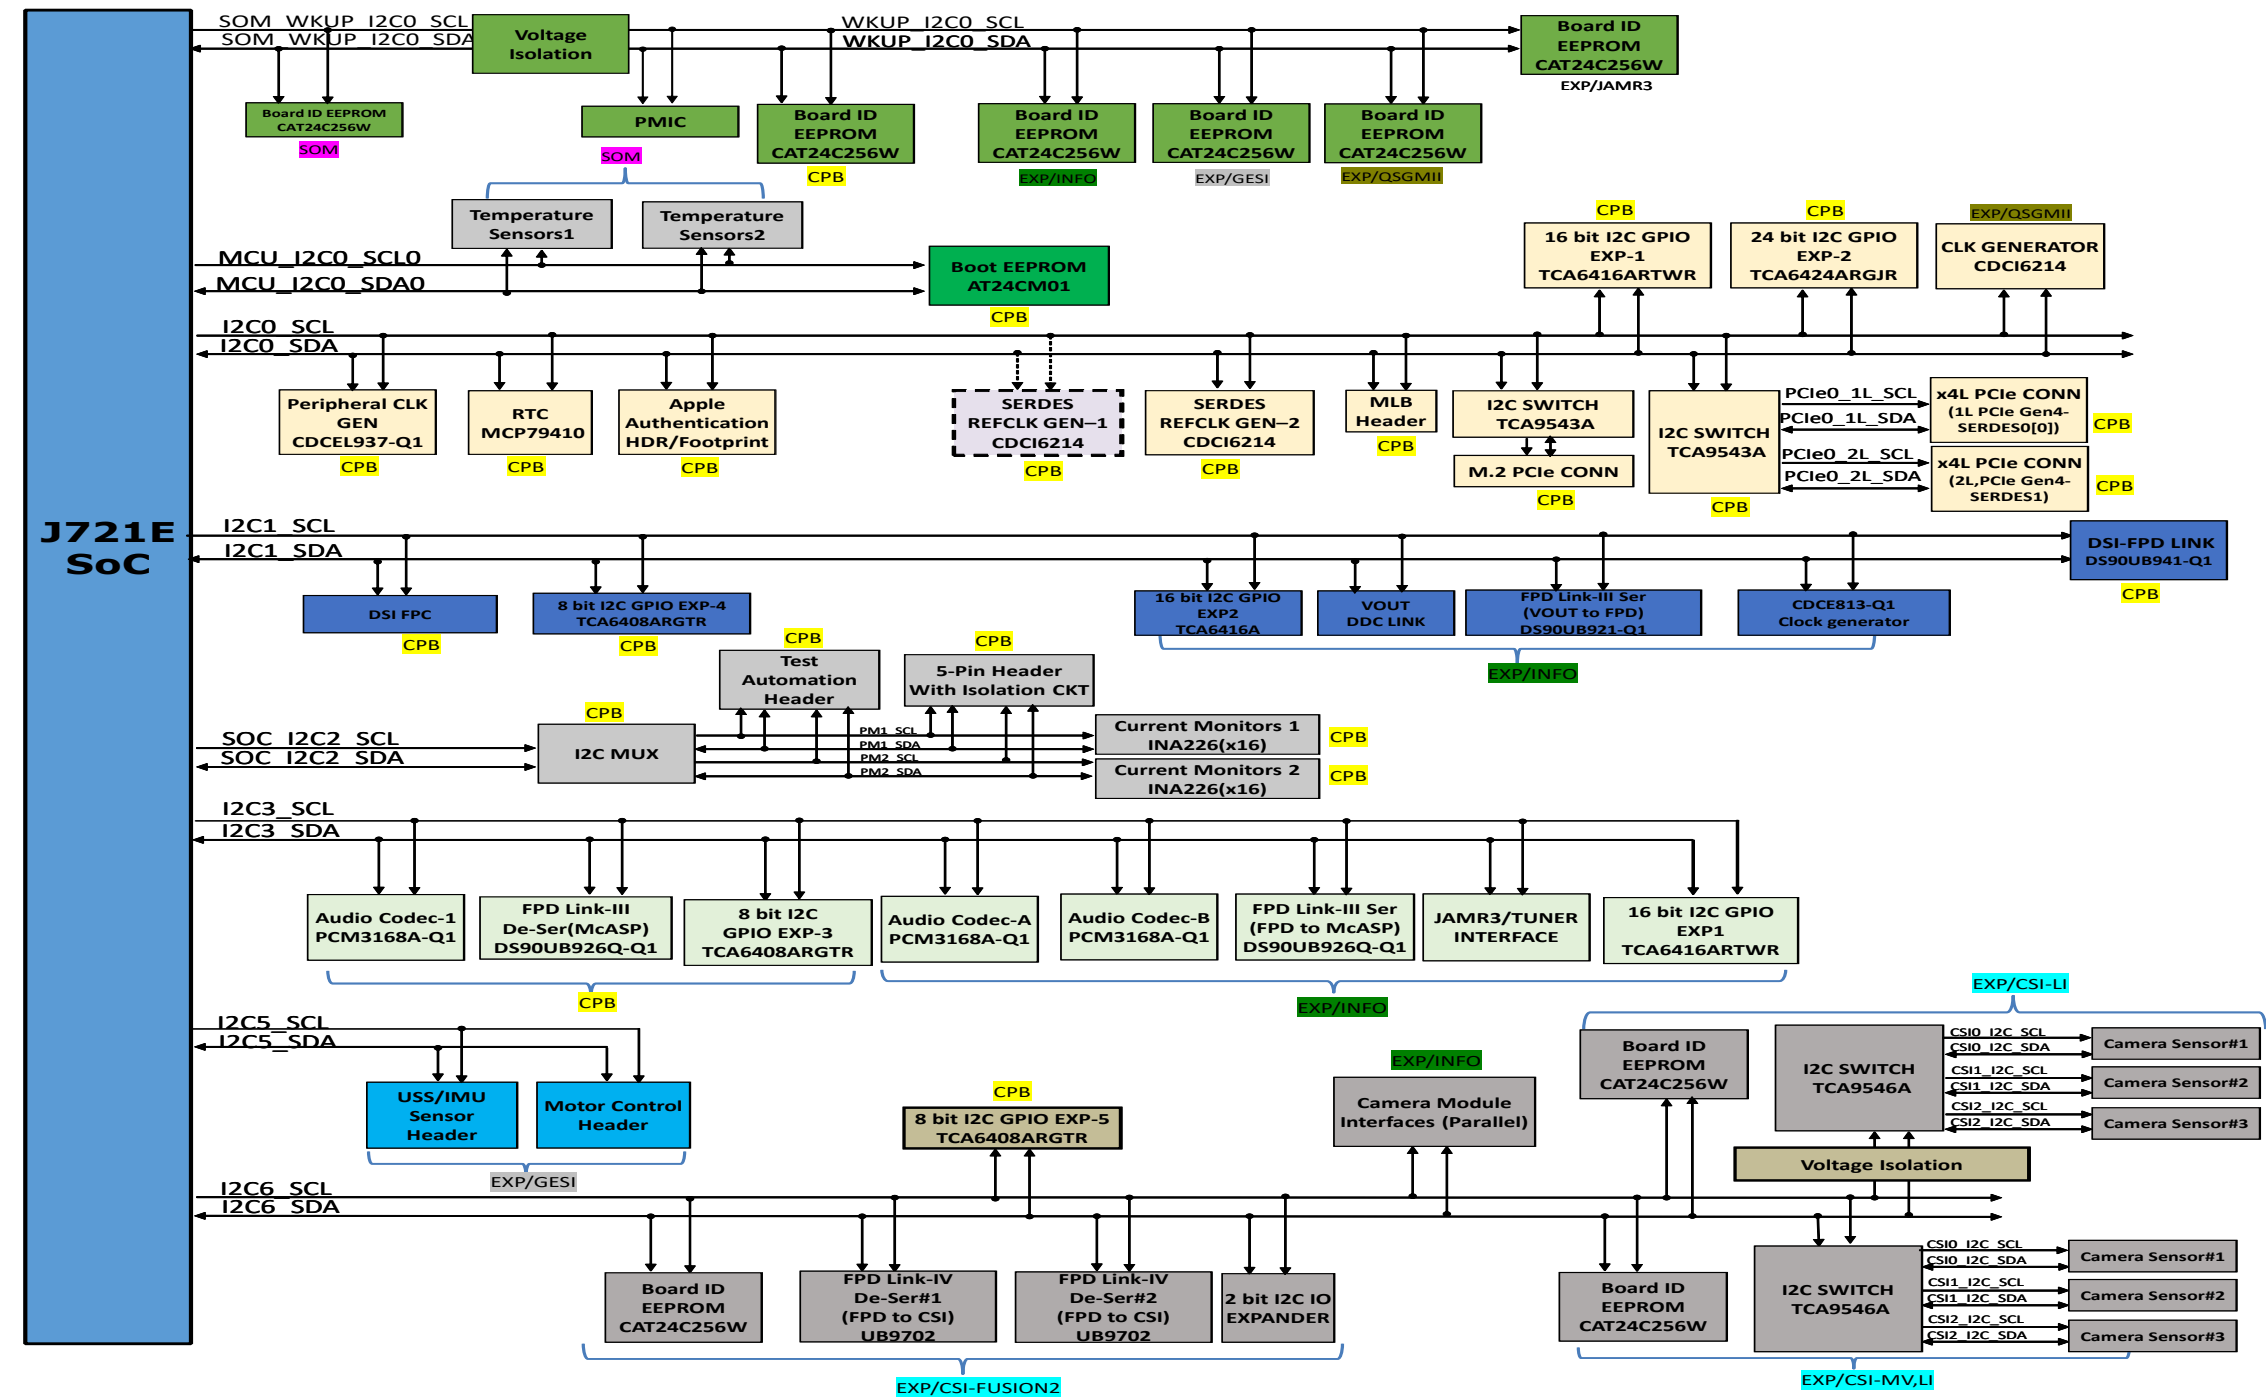 SOM_WKUP_I2C0_SCL
SOM_WKUP_I2C0_SDA
Voltage
Isolation
WKUP_I2C0_SCL
WKUP_I2C0_SDA
Board ID
EEPROM
CAT24C256W
EXP/JAMR3
Board ID EEPROM
CAT24C256W
SOM
PMIC
SOM
Board ID
EEPROM
CAT24C256W
CPB
Board ID
EEPROM
CAT24C256W
EXP/INFO
Board ID
EEPROM
CAT24C256W
EXP/GESI
Board ID
EEPROM
CAT24C256W
EXP/QSGMII
Temperature
Sensors1
Temperature
Sensors2
MCU_I2C0_SCL0
MCU_I2C0_SDA0
Boot EEPROM
AT24CM01
CPB
CPB
16 bit I2C GPIO
EXP-1
TCA6416ARTWR
CPB
24 bit I2C GPIO
EXP-2
TCA6424ARGJR
EXP/QSGMII
CLK GENERATOR
CDCI6214
I2C0_SCL
I2C0_SDA
Peripheral CLK
GEN
CDCEL937-Q1
CPB
RTC
MCP79410
CPB
Apple
Authentication
HDR/Footprint
CPB
SERDES
REFCLK GEN–1
CDCI6214
CPB
SERDES
REFCLK GEN–2
CDCI6214
CPB
MLB
Header
CPB
I2C SWITCH
TCA9543A
M.2 PCIe CONN
CPB
I2C SWITCH
TCA9543A
CPB
PCIe0_1L_SCL
PCIe0_1L_SDA
PCIe0_2L_SCL
PCIe0_2L_SDA
x4L PCIe CONN
(1L PCIe Gen4-
SERDES0[0])
CPB
x4L PCIe CONN
(2L,PCIe Gen4-
SERDES1)
CPB
J721E
SoC
I2C1_SCL
I2C1_SDA
DSI FPC
CPB
8 bit I2C GPIO EXP-4
TCA6408ARGTR
CPB
16 bit I2C GPIO
EXP2
TCA6416A
VOUT
DDC LINK
FPD Link-III Ser
(VOUT to FPD)
DS90UB921-Q1
CDCE813-Q1
Clock generator
EXP/INFO
DSI-FPD LINK
DS90UB941-Q1
CPB
CPB
Test
Automation
Header
CPB
5-Pin Header
With Isolation CKT
SOC_I2C2_SCL
SOC_I2C2_SDA
CPB
I2C MUX
PM1_SCL
PM1_SDA
PM2_SCL
PM2_SDA
Current Monitors 1
INA226(x16)
CPB
Current Monitors 2
INA226(x16)
CPB
I2C3_SCL
I2C3_SDA
Audio Codec-1
PCM3168A-Q1
FPD Link-III
De-Ser(McASP)
DS90UB926Q-Q1
8 bit I2C
GPIO EXP-3
TCA6408ARGTR
CPB
Audio Codec-A
PCM3168A-Q1
Audio Codec-B
PCM3168A-Q1
FPD Link-III Ser
(FPD to McASP)
DS90UB926Q-Q1
JAMR3/TUNER
INTERFACE
16 bit I2C GPIO
EXP1
TCA6416ARTWR
EXP/INFO
I2C5_SCL
I2C5_SDA
USS/IMU
Sensor
Header
Motor Control
Header
EXP/GESI
CPB
8 bit I2C GPIO EXP-5
TCA6408ARGTR
EXP/INFO
Camera Module
Interfaces (Parallel)
EXP/CSI-LI
Board ID
EEPROM
CAT24C256W
I2C SWITCH
TCA9546A
CSI0_I2C_SCL
CSI0_I2C_SDA
CSI1_I2C_SCL
CSI1_I2C_SDA
CSI2_I2C_SCL
CSI2_I2C_SDA
Camera Sensor#1
Camera Sensor#2
Camera Sensor#3
Voltage Isolation
I2C6_SCL
I2C6_SDA
Board ID
EEPROM
CAT24C256W
FPD Link-IV
De-Ser#1
(FPD to CSI)
UB9702
FPD Link-IV
De-Ser#2
(FPD to CSI)
UB9702
2 bit I2C IO
EXPANDER
EXP/CSI-FUSION2
Board ID
EEPROM
CAT24C256W
I2C SWITCH
TCA9546A
CSI0_I2C_SCL
CSI0_I2C_SDA
CSI1_I2C_SCL
CSI1_I2C_SDA
CSI2_I2C_SCL
CSI2_I2C_SDA
Camera Sensor#1
Camera Sensor#2
Camera Sensor#3
EXP/CSI-MV,LI